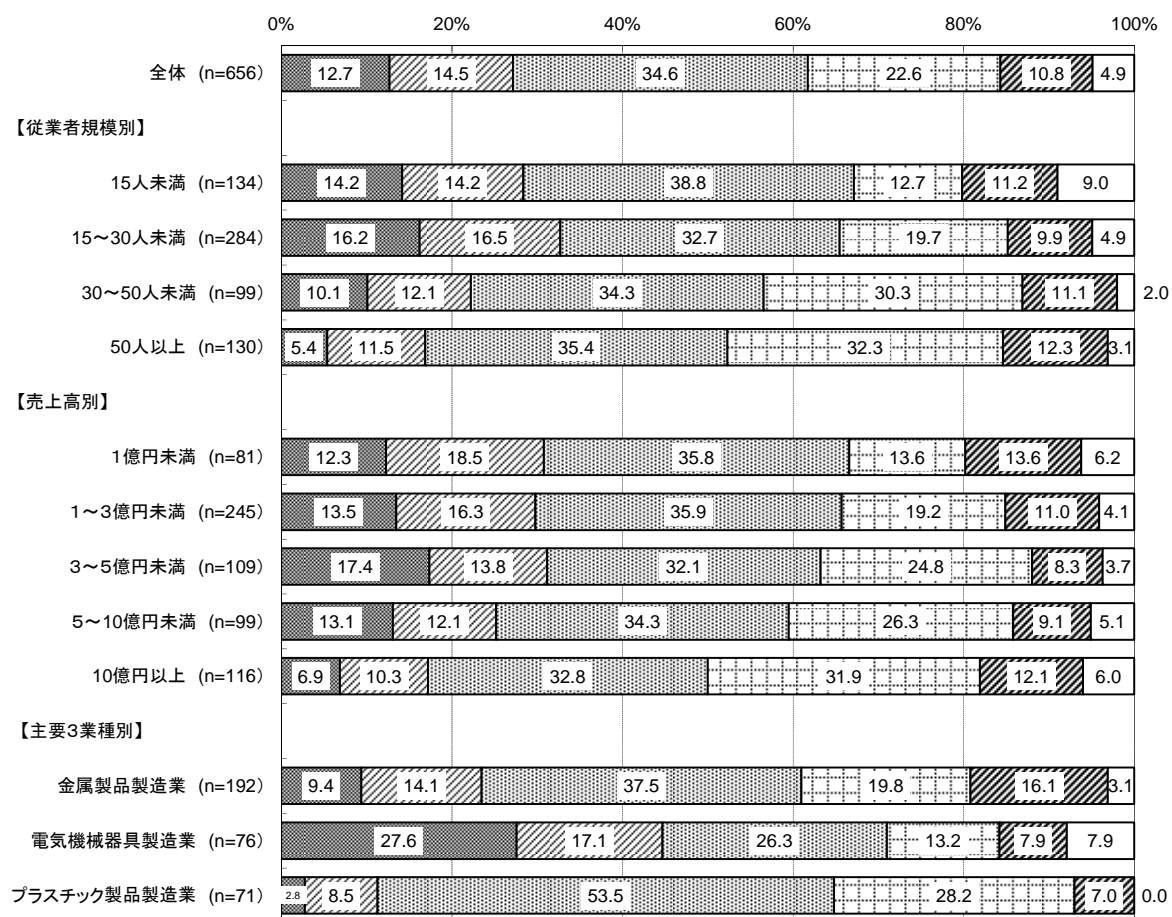 0% 20% 40% 60% 80% 100%
全体 (n=656) 12.7 14.5 34.6 22.6 10.8 4.9
【従業者規模別】
15人未満 (n=134) 14.2 14.2 38.8 12.7 11.2 9.0
15～30人未満 (n=284) 16.2 16.5 32.7 19.7 9.9 4.9
30～50人未満 (n=99) 10.1 12.1 34.3 30.3 11.1 2.0
50人以上 (n=130) 5.4 11.5 35.4 32.3 12.3 3.1
【売上高別】
1億円未満 (n=81) 12.3 18.5 35.8 13.6 13.6 6.2
1～3億円未満 (n=245) 13.5 16.3 35.9 19.2 11.0 4.1
3～5億円未満 (n=109) 17.4 13.8 32.1 24.8 8.3 3.7
5～10億円未満 (n=99) 13.1 12.1 34.3 26.3 9.1 5.1
10億円以上 (n=116) 6.9 10.3 32.8 31.9 12.1 6.0
【主要3業種別】
金属製品製造業 (n=192) 9.4 14.1 37.5 19.8 16.1 3.1
電気機械器具製造業 (n=76) 27.6 17.1 26.3 13.2 7.9 7.9
プラスチック製品製造業 (n=71) 2.8 8.5 53.5 28.2 7.0 0.0